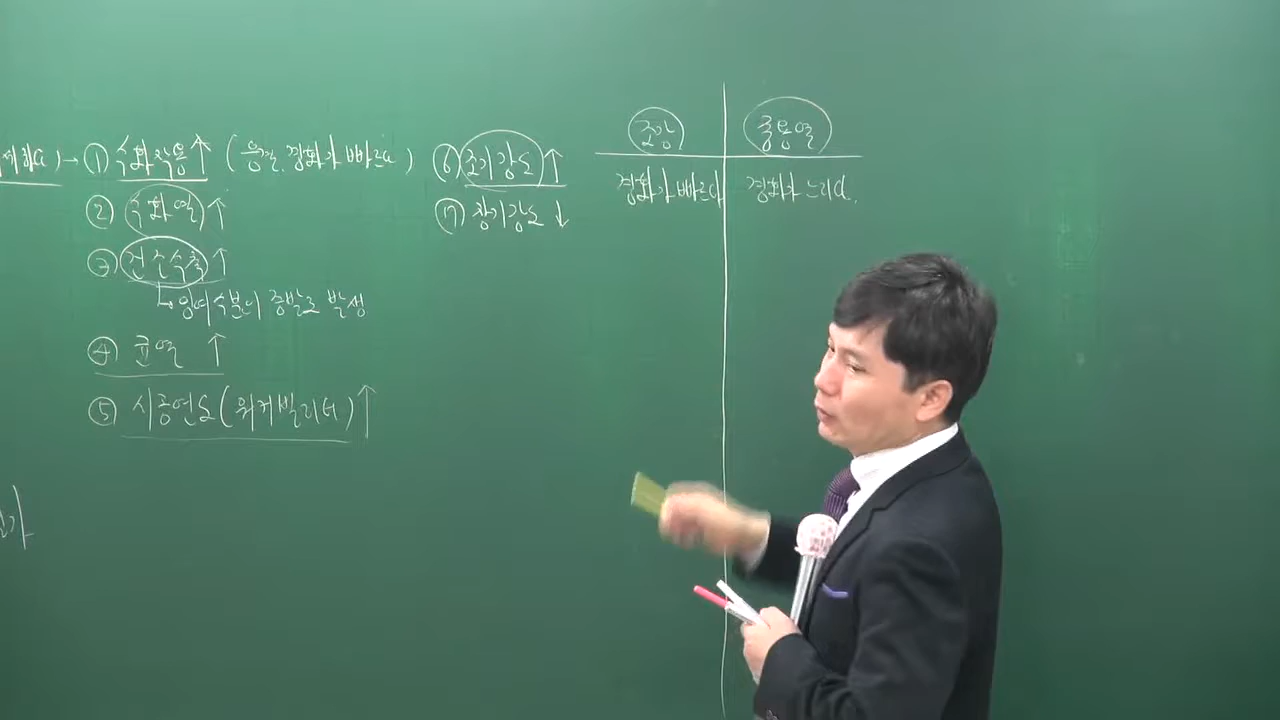 → ① 수화작용↑ (응결, 경화가 빠르다)
② 수화열↑
③ 건조수축↑
↳ 왜이 수분이 증발로 발생
④ 균열 ↑
⑤ 시공연도(워커빌리티)↑
⑥ 조기강도↑
⑦ 장기강도↓
조강 중용열
경화가 빠르다 경화가 느리다.